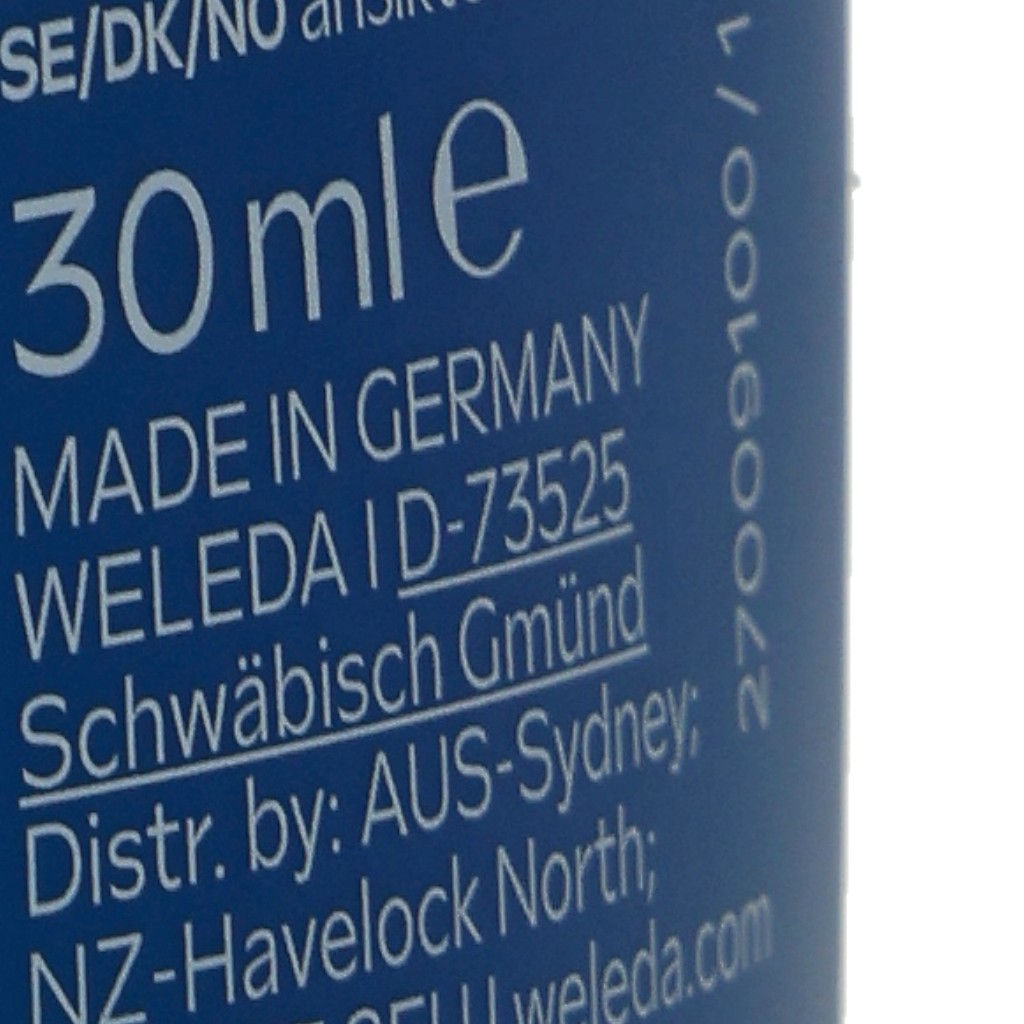 SE/DK/NO
30 ml e
MADE IN GERMANY
WELEDA I D-73525
Schwäbisch Gmünd
Distr. by: AUS-Sydney;
NZ-Havelock North;
weleda.com
27009100 / 1